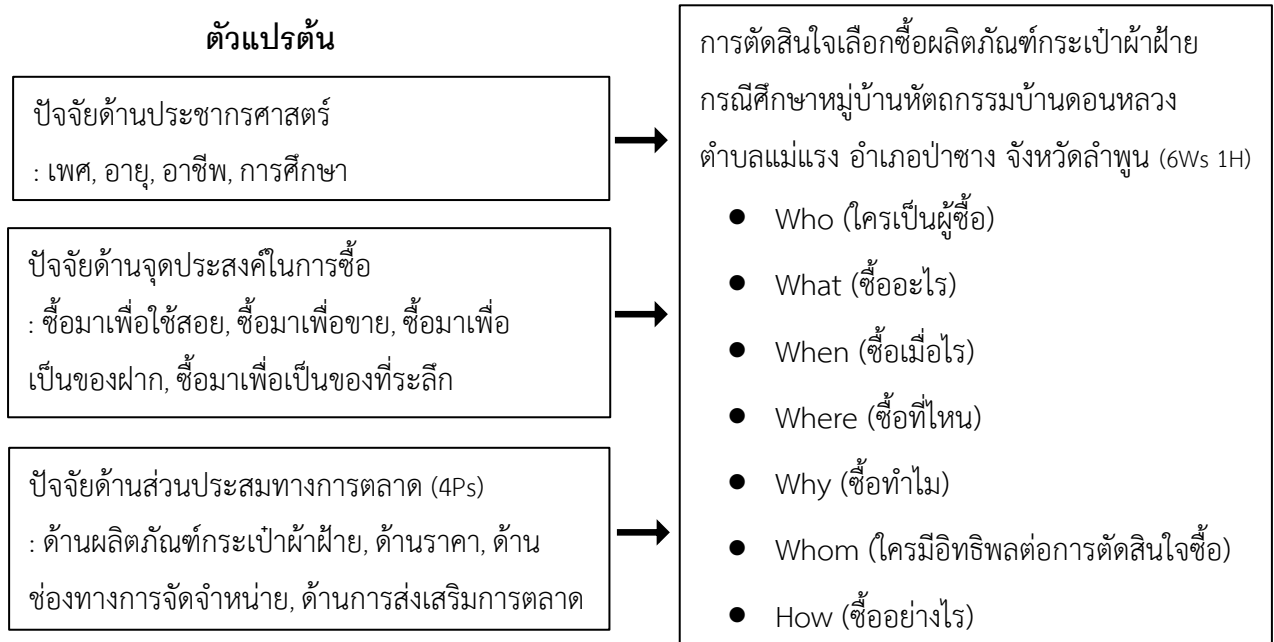 ตัวแปรต้น
ปัจจัยด้านประชากรศาสตร์
: เพศ, อายุ, อาชีพ, การศึกษา
ปัจจัยด้านจุดประสงค์ในการซื้อ
: ซื้อมาเพื่อใช้สอย, ซื้อมาเพื่อขาย, ซื้อมาเพื่อ
เป็นของฝาก, ซื้อมาเพื่อเป็นของที่ระลึก
ปัจจัยด้านส่วนประสมทางการตลาด (4Ps)
: ด้านผลิตภัณฑ์กระเป๋าผ้าฝ้าย, ด้านราคา, ด้าน
ช่องทางการจัดจำหน่าย, ด้านการส่งเสริมการตลาด
การตัดสินใจเลือกซื้อผลิตภัณฑ์กระเป๋าผ้าฝ้าย
กรณีศึกษาหมู่บ้านหัตถกรรมบ้านดอนหลวง
ตำบลแม่แรง อำเภอป่าซาง จังหวัดลำพูน (6Ws 1H)
● Who (ใครเป็นผู้ซื้อ)
● What (ซื้ออะไร)
● When (ซื้อเมื่อไร)
● Where (ซื้อที่ไหน)
● Why (ซื้อทำไม)
● Whom (ใครมีอิทธิพลต่อการตัดสินใจซื้อ)
● How (ซื้ออย่างไร)